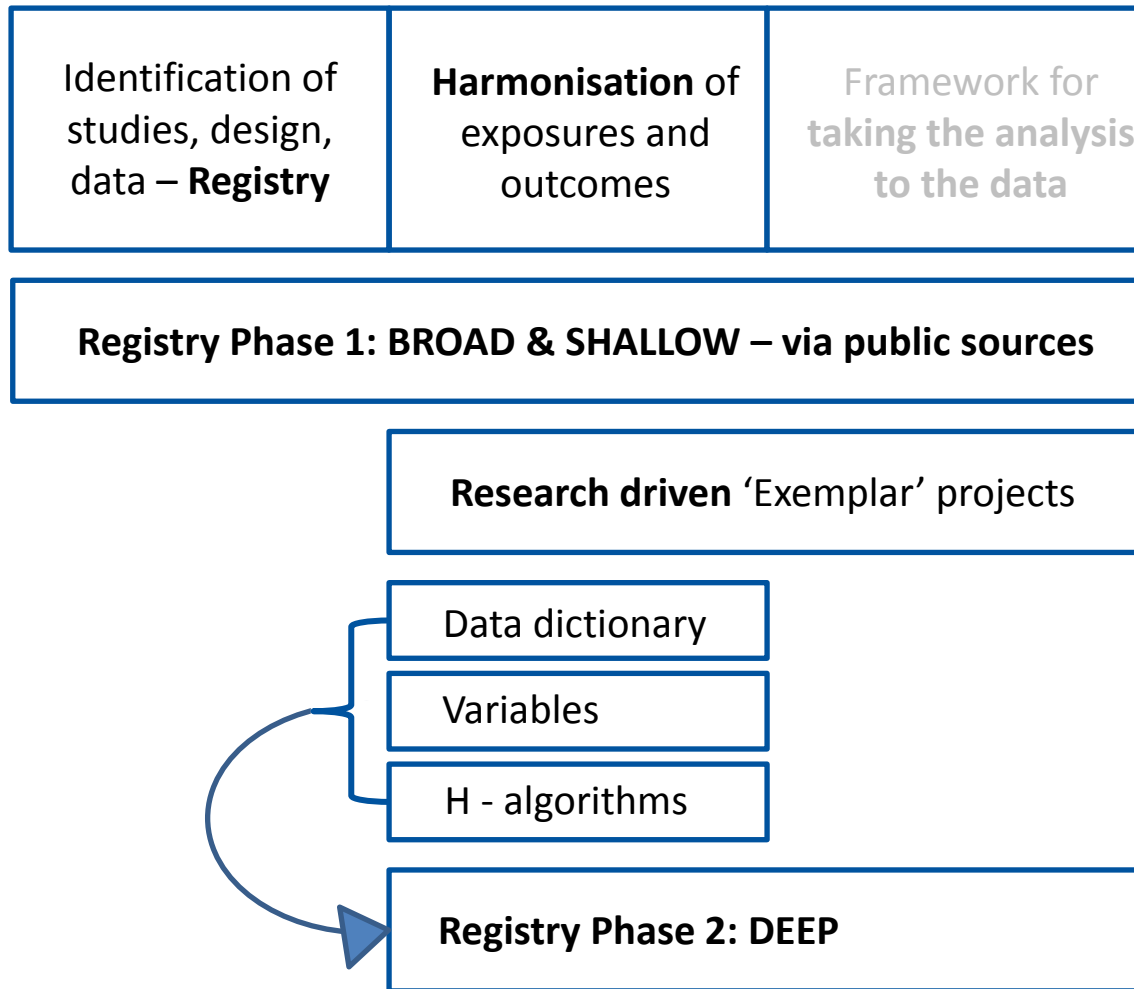 Identification of
studies, design,
data – Registry
Harmonisation of
exposures and
outcomes
Framework for
taking the analysis
to the data
Registry Phase 1: BROAD & SHALLOW – via public sources
Research driven ‘Exemplar’ projects
Data dictionary
Variables
H - algorithms
Registry Phase 2: DEEP